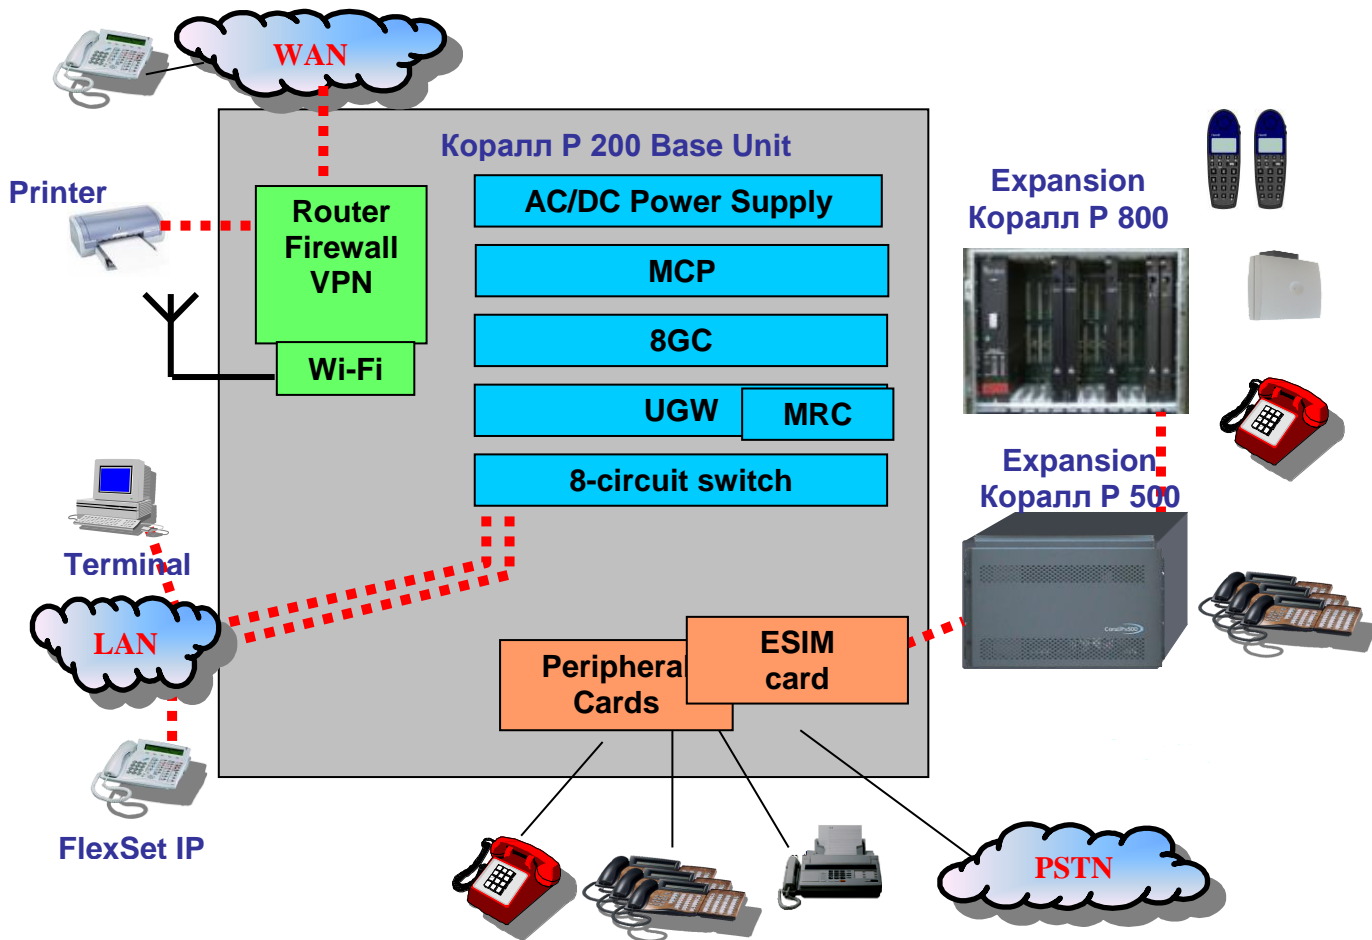 WAN
Коралл Р 200 Base Unit
Printer
Router
Firewall
VPN
Wi-Fi
AC/DC Power Supply
MCP
8GC
UGW
MRC
8-circuit switch
Expansion
Коралл Р 800
Expansion
Коралл Р 500
Terminal
LAN
FlexSet IP
Peripheral
Cards
ESIM
card
PSTN